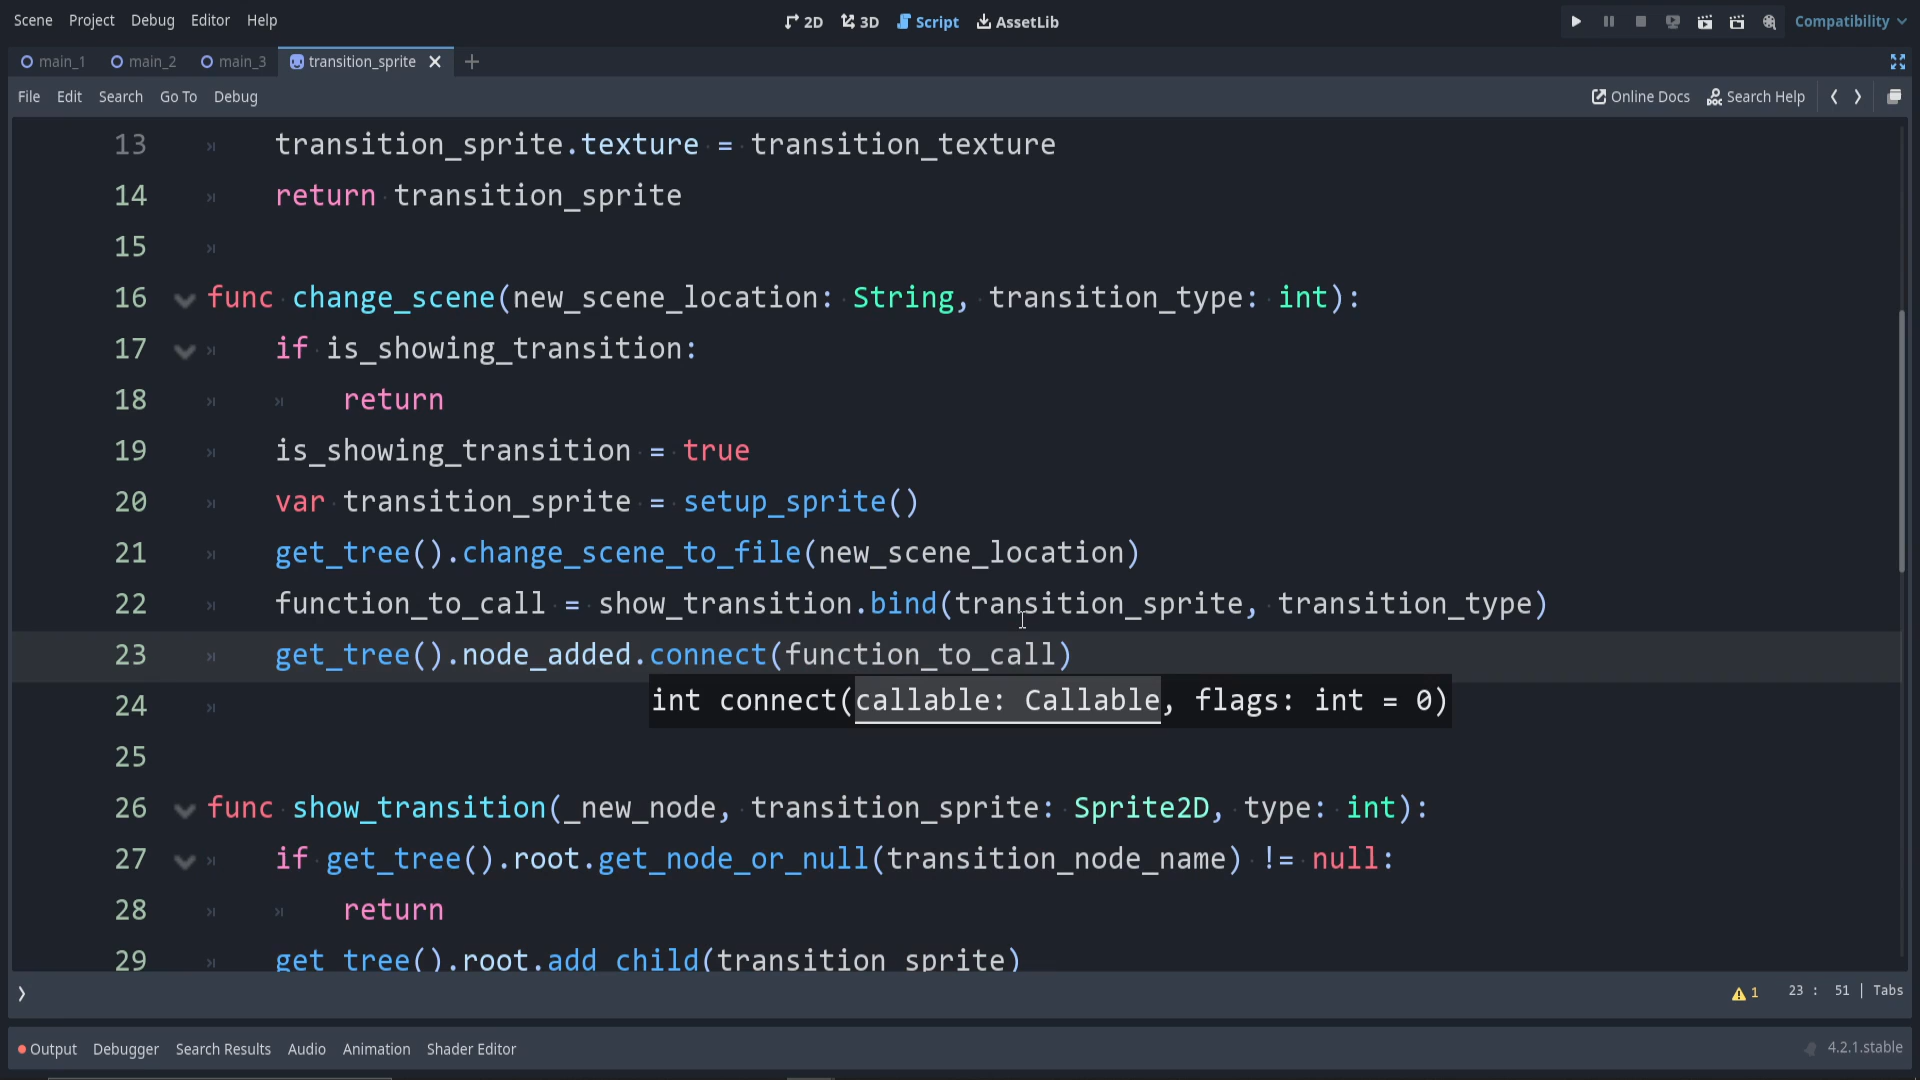 Scene Project Debug Editor Help 2D 3D Script AssetLib Compatibility
main_1 main_2 main_3 transition_sprite
File Edit Search Go To Debug Online Docs Search Help
13 transition_sprite.texture = transition_texture
14 return transition_sprite
15
16 func change_scene(new_scene_location: String, transition_type: int):
17 if is_showing_transition:
18 return
19 is_showing_transition = true
20 var transition_sprite = setup_sprite()
21 get_tree().change_scene_to_file(new_scene_location)
22 function_to_call = show_transition.bind(transition_sprite, transition_type)
23 get_tree().node_added.connect(function_to_call)
24 int connect(callable: Callable, flags: int = 0)
25
26 func show_transition(_new_node, transition_sprite: Sprite2D, type: int):
27 if get_tree().root.get_node_or_null(transition_node_name) != null:
28 return
29 get_tree().root.add_child(transition_sprite)
1 23 : 51 | Tabs
Output Debugger Search Results Audio Animation Shader Editor 4.2.1.stable